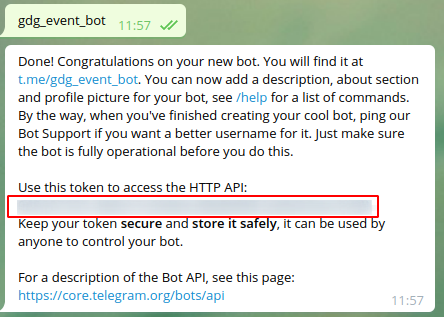 gdg_event_bot 11:57
Done! Congratulations on your new bot. You will find it at
t.me/gdg_event_bot. You can now add a description, about section
and profile picture for your bot, see /help for a list of commands.
By the way, when you've finished creating your cool bot, ping our
Bot Support if you want a better username for it. Just make sure
the bot is fully operational before you do this.
Use this token to access the HTTP API:
Keep your token secure and store it safely, it can be used by
anyone to control your bot.
For a description of the Bot API, see this page:
https://core.telegram.org/bots/api
11:57